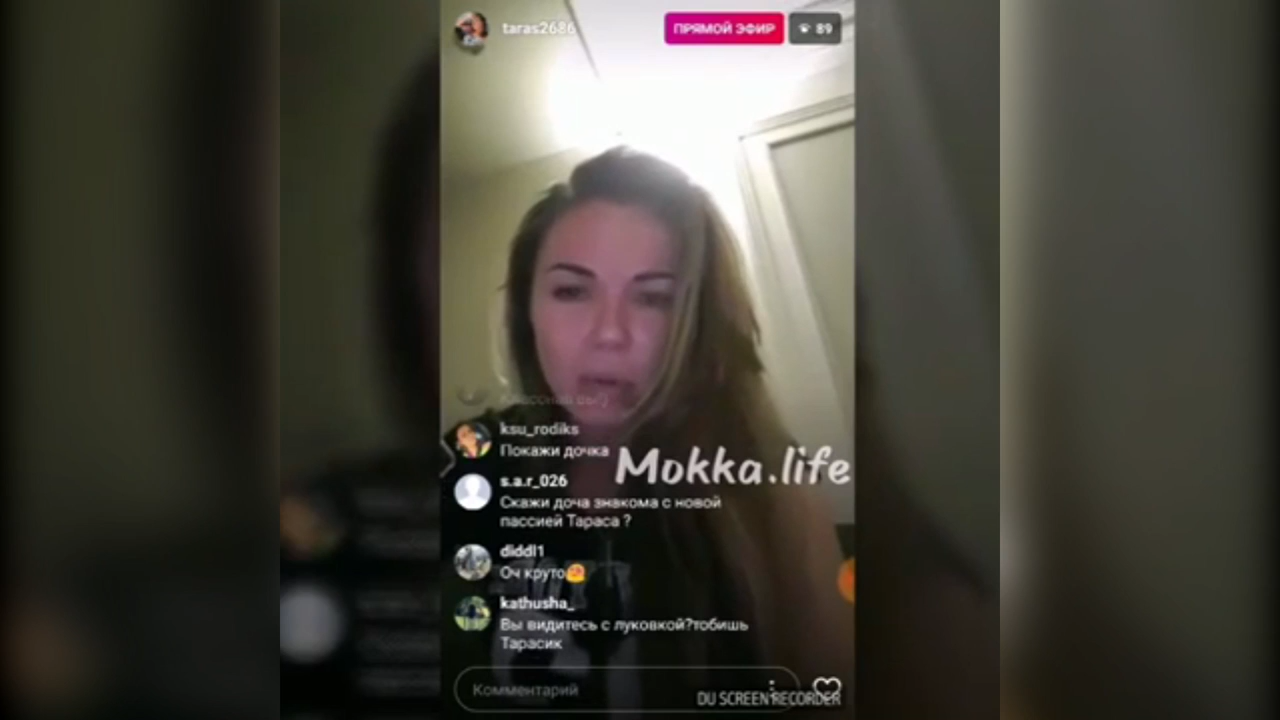 taras2686
ПРЯМОЙ ЭФИР
89
ksu_rodiks
Покажи дочка
Mokka.life
s.a.r_026
Скажи доча знакома с новой
пассией Тараса ?
diddl1
Оч круто🥰
kathusha_
Вы видитесь с луковкой?тобишь
Тарасик
Комментарий
DU SCREEN RECORDER